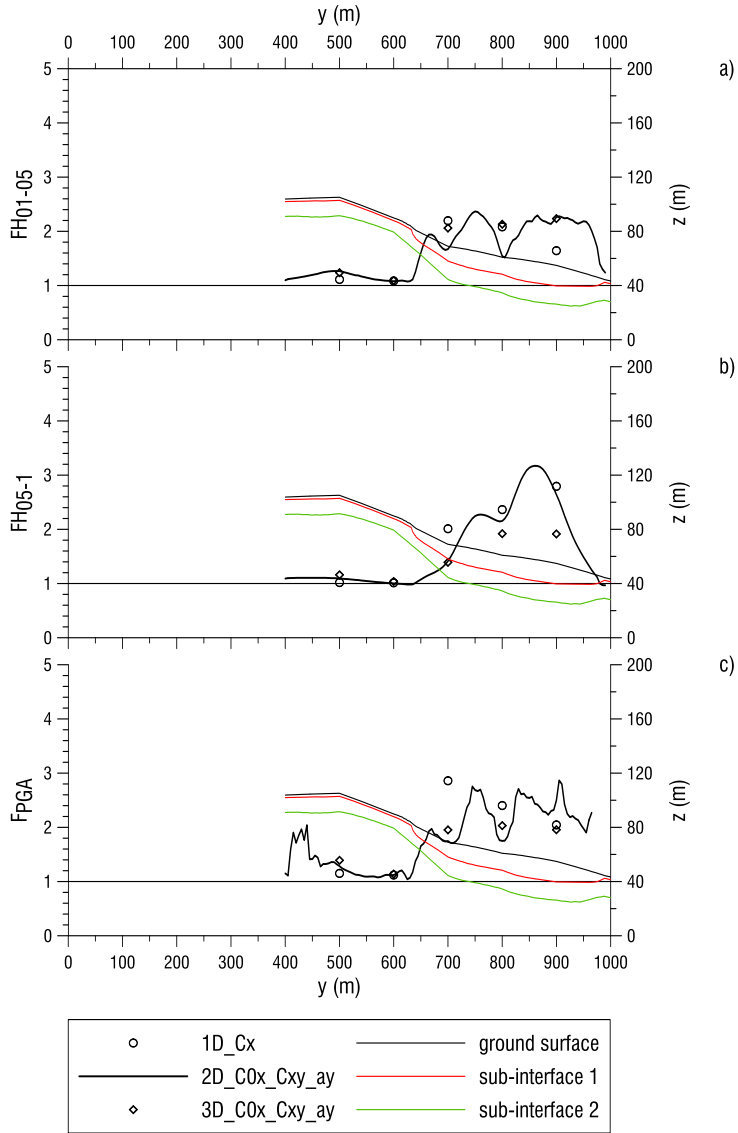 y (m)
0 100 200 300 400 500 600 700 800 900 1000
a)
5 4 3 2 1 0
FH01-05
200 160 120 80 40 0
z (m)
b)
5 4 3 2 1 0
FH05-1
200 160 120 80 40 0
z (m)
c)
5 4 3 2 1 0
FPGA
200 160 120 80 40 0
z (m)
0 100 200 300 400 500 600 700 800 900 1000
y (m)
1D_Cx ground surface
2D_C0x_Cxy_ay sub-interface 1
3D_C0x_Cxy_ay sub-interface 2